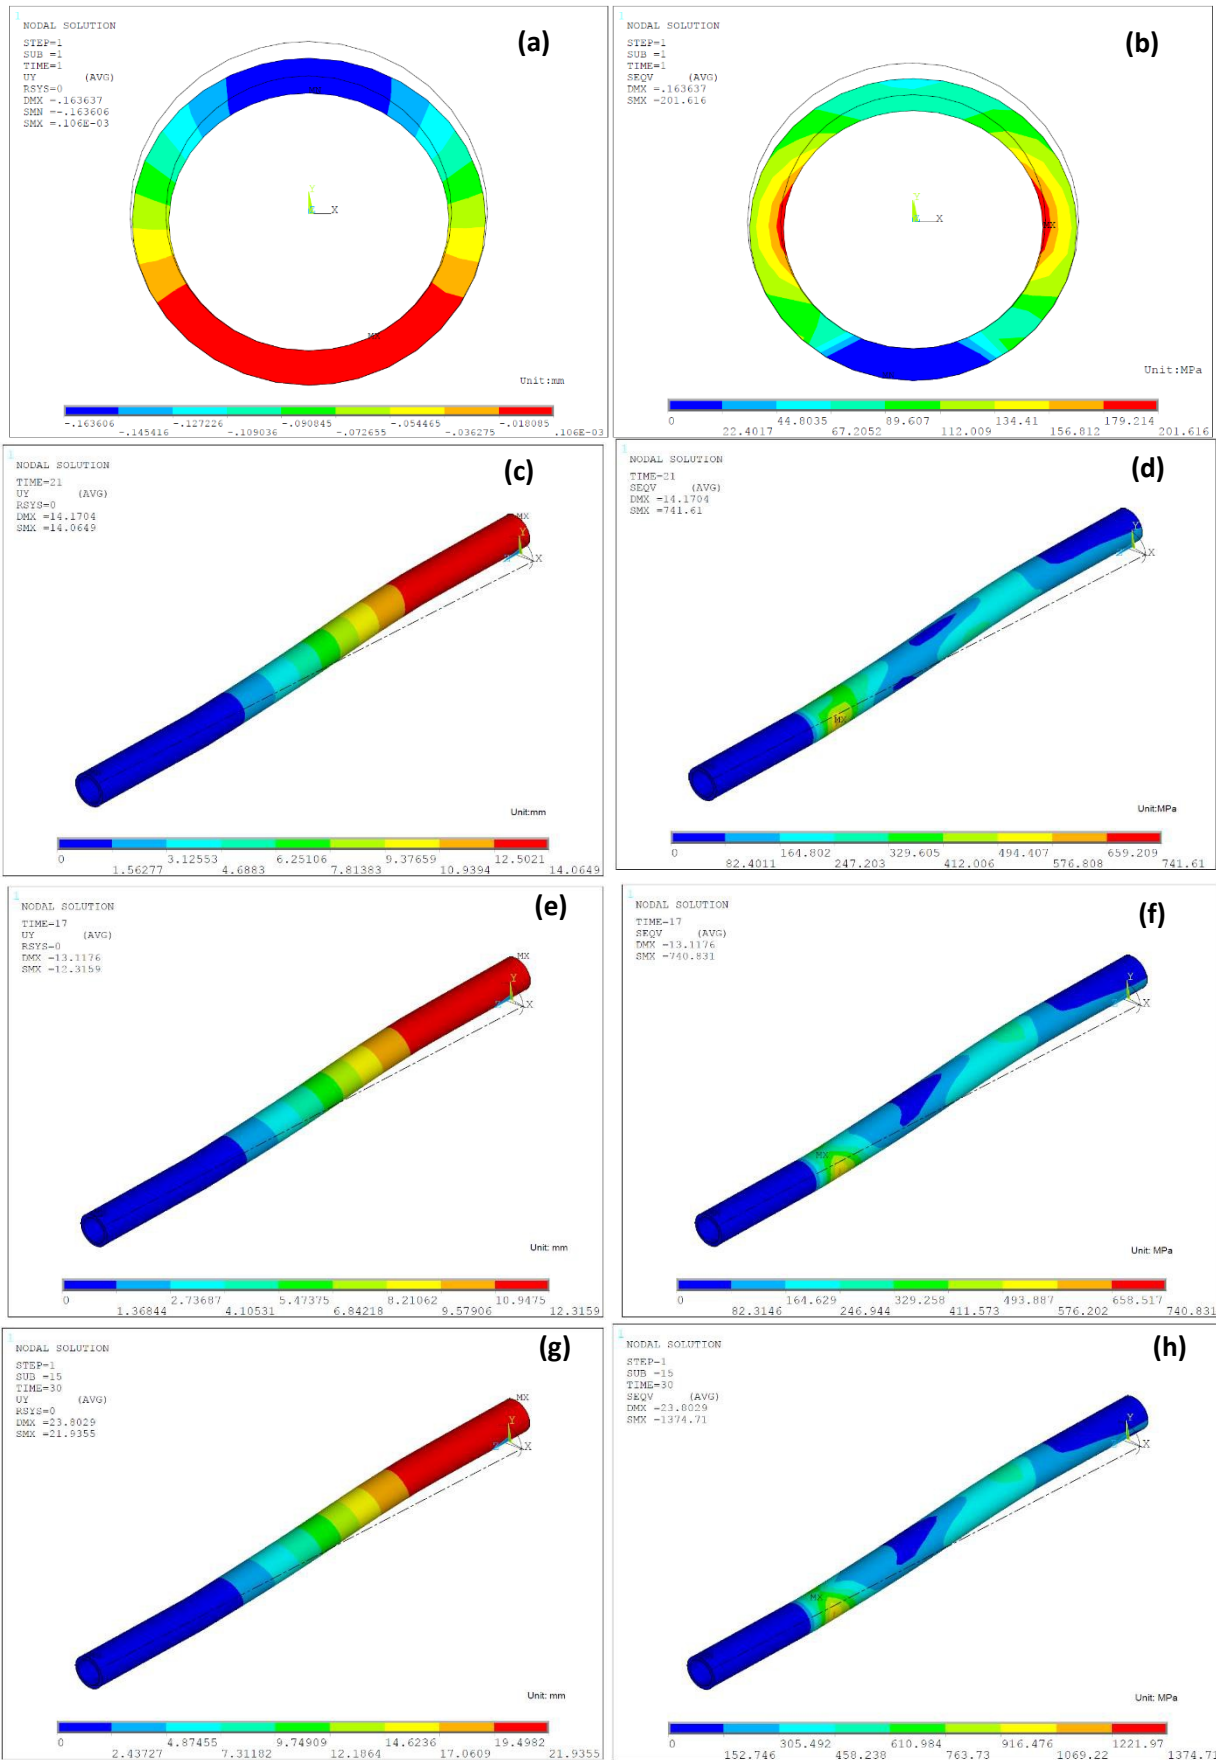 1
NODAL SOLUTION
STEP=1
SUB =1
TIME=1
UY (AVG)
RSYS=0
DMX =.163637
SMN =-.163606
SMX =.106E-03
(a)
MX
Y
X
Unit:mm
-.163606 -.127226 -.090845 -.054465 -.018085
-.145416 -.109036 -.072655 -.036275 .106E-03
1
NODAL SOLUTION
STEP=1
SUB =1
TIME=1
SEQV (AVG)
DMX =.163637
SMX =201.616
(b)
MX
Y
X
Unit:MPa
0 44.8035 89.607 134.41 179.214
22.4017 67.2052 112.009 156.812 201.616
1
NODAL SOLUTION
TIME=21
UY (AVG)
RSYS=0
DMX =14.1704
SMX =14.0649
(c)
MX
Y
X
Unit:mm
0 3.12553 6.25106 9.37659 12.5021
1.56277 4.6883 7.81383 10.9394 14.0649
1
NODAL SOLUTION
TIME=21
SEQV (AVG)
DMX =14.1704
SMX =741.61
(d)
MX
Y
X
Unit:MPa
0 164.802 329.605 494.407 659.209
82.4011 247.203 412.006 576.808 741.61
1
NODAL SOLUTION
TIME=17
UY (AVG)
RSYS=0
DMX =13.1176
SMX =12.3159
(e)
MX
Y
X
Unit: mm
0 2.73687 5.47375 8.21062 10.9475
1.36844 4.10531 6.84218 9.57906 12.3159
1
NODAL SOLUTION
TIME=17
SEQV (AVG)
DMX =13.1176
SMX =740.831
(f)
MX
Y
X
Unit: MPa
0 164.629 329.258 493.887 658.517
82.3146 246.944 411.573 576.202 740.831
1
NODAL SOLUTION
STEP=1
SUB =15
TIME=30
UY (AVG)
RSYS=0
DMX =23.8029
SMX =21.9355
(g)
MX
Y
X
Unit: mm
0 4.87455 9.74909 14.6236 19.4982
2.43727 7.31182 12.1864 17.0609 21.9355
1
NODAL SOLUTION
STEP=1
SUB =15
TIME=30
SEQV (AVG)
DMX =23.8029
SMX =1374.71
(h)
MX
Y
X
Unit: MPa
0 305.492 610.984 916.476 1221.97
152.746 458.238 763.73 1069.22 1374.71